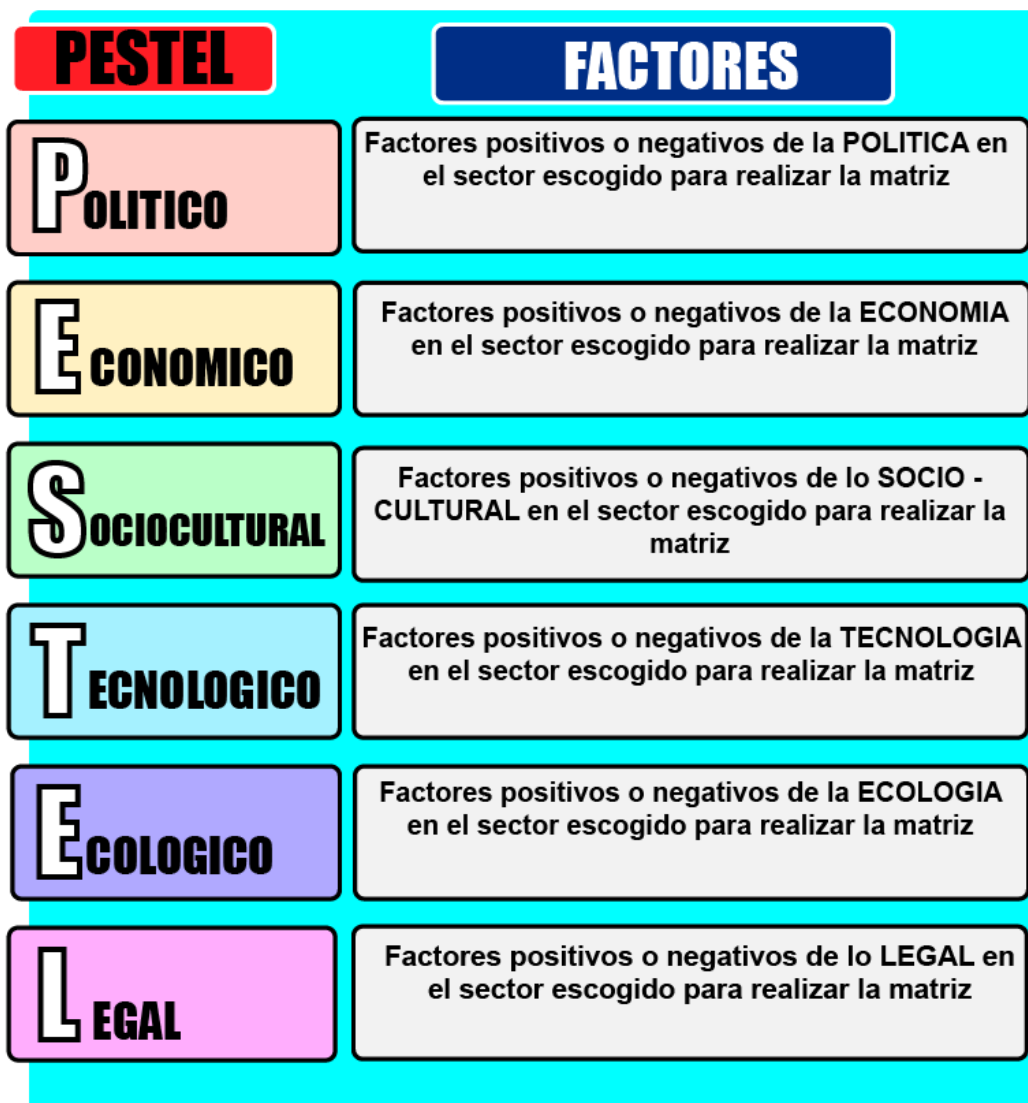 PESTEL
FACTORES
POLITICO
Factores positivos o negativos de la POLITICA en
el sector escogido para realizar la matriz
ECONOMICO
Factores positivos o negativos de la ECONOMIA
en el sector escogido para realizar la matriz
SOCIOCULTURAL
Factores positivos o negativos de lo SOCIO -
CULTURAL en el sector escogido para realizar la
matriz
TECNOLOGICO
Factores positivos o negativos de la TECNOLOGIA
en el sector escogido para realizar la matriz
ECOLOGICO
Factores positivos o negativos de la ECOLOGIA
en el sector escogido para realizar la matriz
LEGAL
Factores positivos o negativos de lo LEGAL en
el sector escogido para realizar la matriz